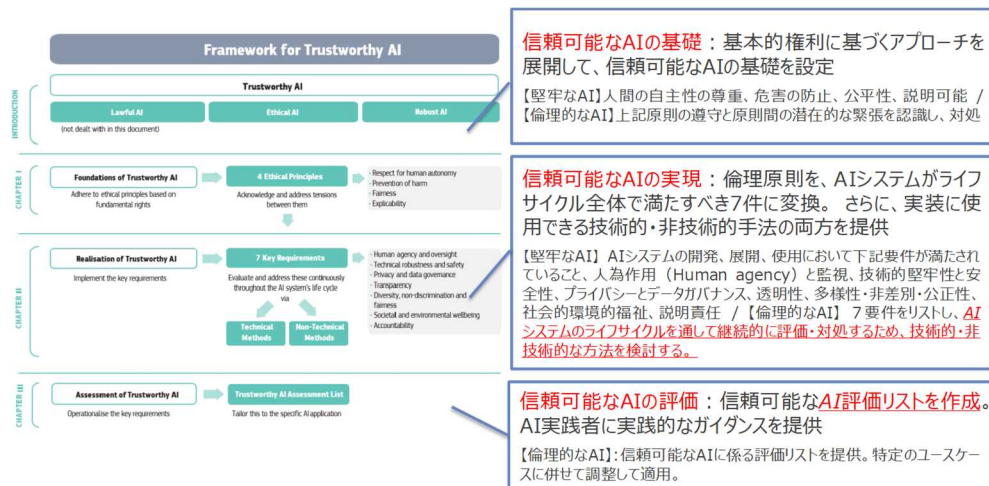 Framework for Trustworthy AI
INTRODUCTION
Trustworthy AI
Lawful AI
Ethical AI
Robust AI
(not dealt with in this document)
CHAPTER I
Foundations of Trustworthy AI
Adhere to ethical principles based on
fundamental rights
4 Ethical Principles
Acknowledge and address tensions
between them
· Respect for human autonomy
· Prevention of harm
· Fairness
· Explicability
CHAPTER II
Realisation of Trustworthy AI
Implement the key requirements
7 Key Requirements
Evaluate and address these continuously
throughout the AI system's life cycle
via
Technical
Methods
Non-Technical
Methods
· Human agency and oversight
· Technical robustness and safety
· Privacy and data governance
· Transparency
· Diversity, non-discrimination and
fairness
· Societal and environmental wellbeing
· Accountability
CHAPTER III
Assessment of Trustworthy AI
Operationalise the key requirements
Trustworthy AI Assessment List
Tailor this to the specific AI application
信頼可能なAIの基礎：基本的権利に基づくアプローチを
展開して、信頼可能なAIの基礎を設定
【堅牢なAI】人間の自主性の尊重、危害の防止、公平性、説明可能 /
【倫理的なAI】上記原則の遵守と原則間の潜在的な緊張を認識し、対処
信頼可能なAIの実現：倫理原則を、AIシステムがライフ
サイクル全体で満たすべき7件に変換。 さらに、実装に使
用できる技術的・非技術的手法の両方を提供
【堅牢なAI】 AIシステムの開発、展開、使用において下記要件が満たされ
ていること、人為作用（Human agency）と監視、技術的堅牢性と安
全性、プライバシーとデータガバナンス、透明性、多様性・非差別・公正性、
社会的環境的福祉、説明責任 / 【倫理的なAI】 ７要件をリストし、AI
システムのライフサイクルを通して継続的に評価・対処するため、技術的・非
技術的な方法を検討する。
信頼可能なAIの評価：信頼可能なAI評価リストを作成。
AI実践者に実践的なガイダンスを提供
【倫理的なAI】：信頼可能なAIに係る評価リストを提供。特定のユースケー
スに併せて調整して適用。